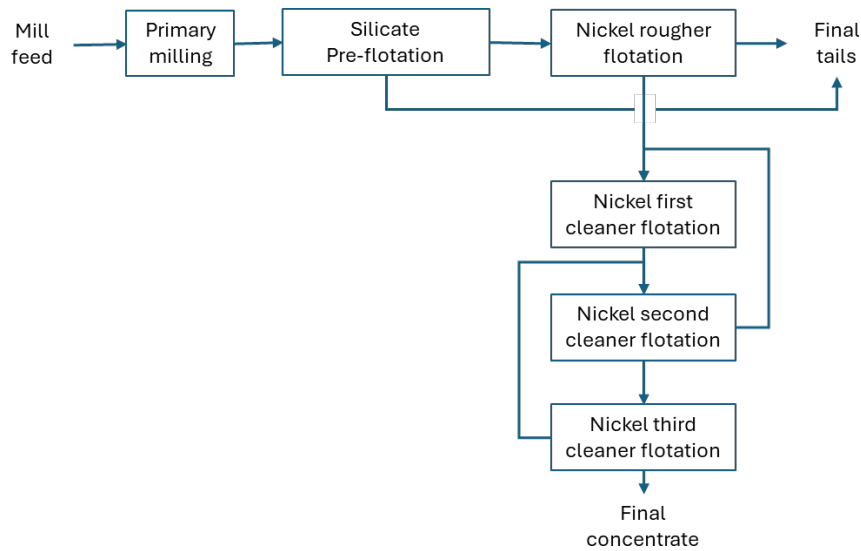 Mill
feed
Primary
milling
Silicate
Pre-flotation
Nickel rougher
flotation
Final
tails
Nickel first
cleaner flotation
Nickel second
cleaner flotation
Nickel third
cleaner flotation
Final
concentrate